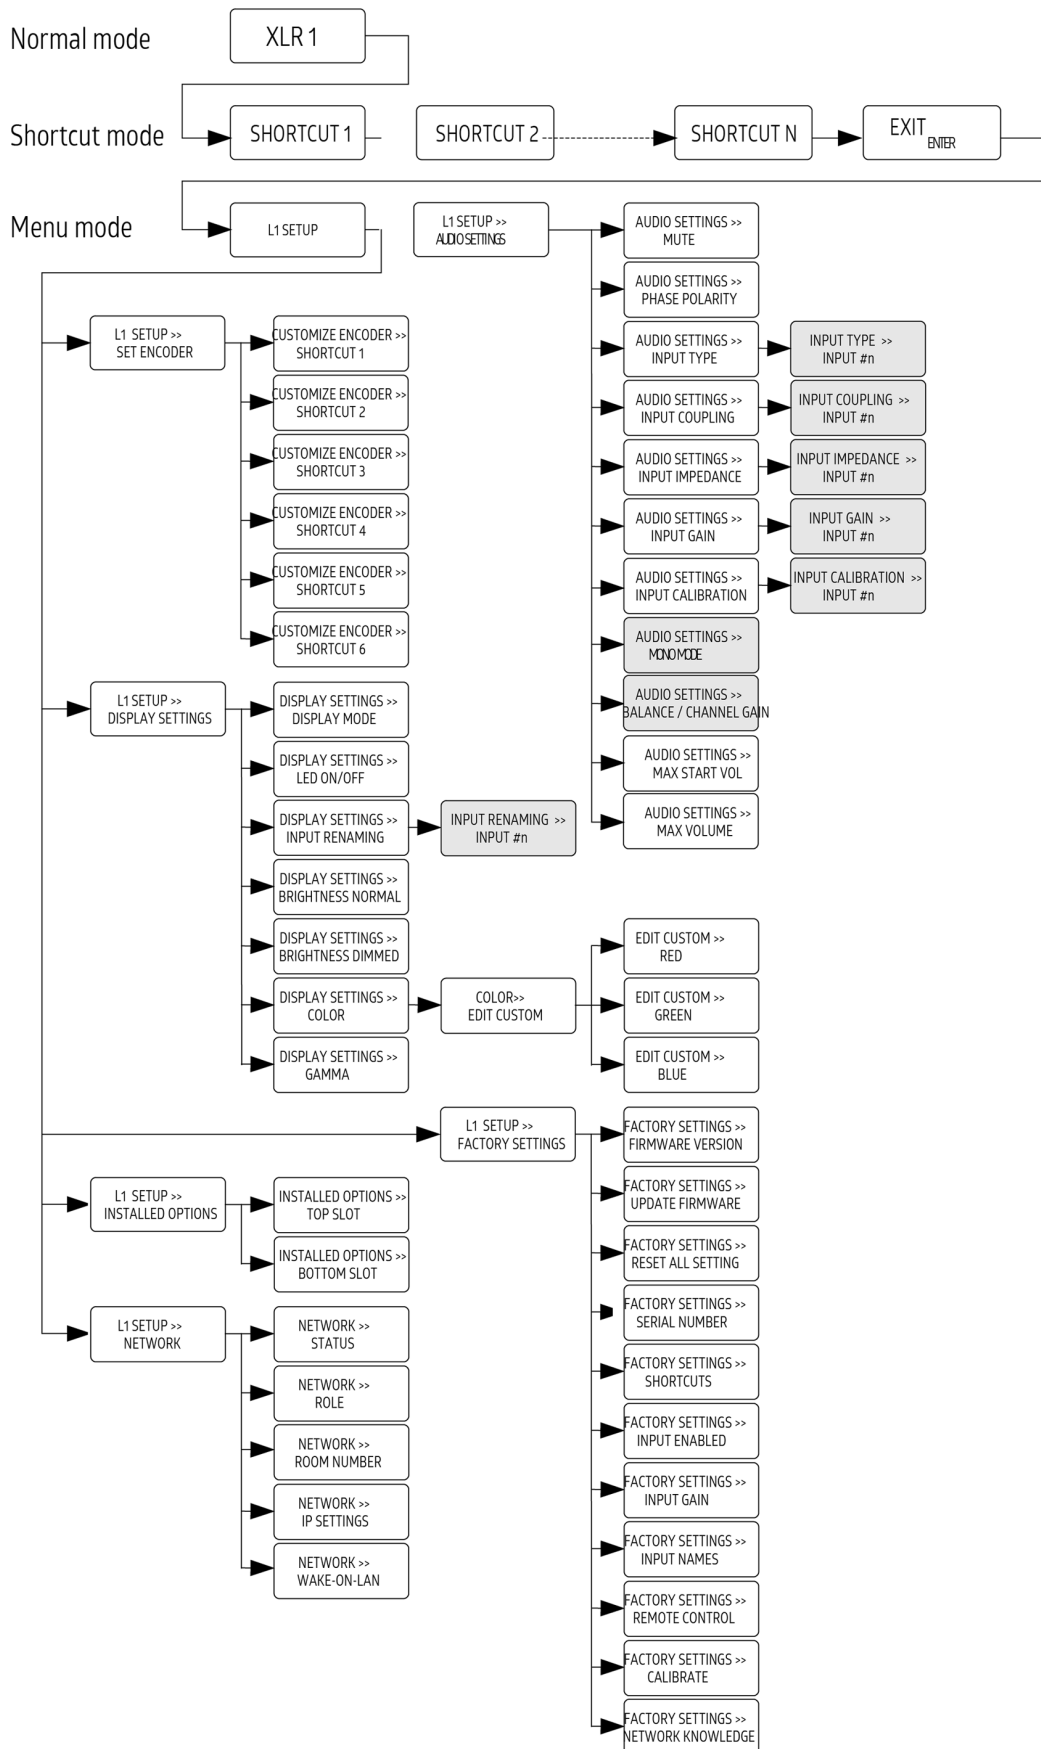 Normal mode
XLR 1
Shortcut mode
SHORTCUT 1
SHORTCUT 2
SHORTCUT N
EXIT
ENTER
Menu mode
L1 SETUP
L1 SETUP >>
AUDIO SETTINGS
AUDIO SETTINGS >>
MUTE
AUDIO SETTINGS >>
PHASE POLARITY
AUDIO SETTINGS >>
INPUT TYPE
INPUT TYPE >>
INPUT #n
AUDIO SETTINGS >>
INPUT COUPLING
INPUT COUPLING >>
INPUT #n
AUDIO SETTINGS >>
INPUT IMPEDANCE
INPUT IMPEDANCE >>
INPUT #n
AUDIO SETTINGS >>
INPUT GAIN
INPUT GAIN >>
INPUT #n
AUDIO SETTINGS >>
INPUT CALIBRATION
INPUT CALIBRATION >>
INPUT #n
AUDIO SETTINGS >>
MONO MODE
AUDIO SETTINGS >>
BALANCE / CHANNEL GAIN
AUDIO SETTINGS >>
MAX START VOL
AUDIO SETTINGS >>
MAX VOLUME
L1 SETUP >>
SET ENCODER
CUSTOMIZE ENCODER >>
SHORTCUT 1
CUSTOMIZE ENCODER >>
SHORTCUT 2
CUSTOMIZE ENCODER >>
SHORTCUT 3
CUSTOMIZE ENCODER >>
SHORTCUT 4
CUSTOMIZE ENCODER >>
SHORTCUT 5
CUSTOMIZE ENCODER >>
SHORTCUT 6
L1 SETUP >>
DISPLAY SETTINGS
DISPLAY SETTINGS >>
DISPLAY MODE
DISPLAY SETTINGS >>
LED ON/OFF
DISPLAY SETTINGS >>
INPUT RENAMING
INPUT RENAMING >>
INPUT #n
DISPLAY SETTINGS >>
BRIGHTNESS NORMAL
DISPLAY SETTINGS >>
BRIGHTNESS DIMMED
DISPLAY SETTINGS >>
COLOR
COLOR>>
EDIT CUSTOM
EDIT CUSTOM >>
RED
EDIT CUSTOM >>
GREEN
EDIT CUSTOM >>
BLUE
DISPLAY SETTINGS >>
GAMMA
L1 SETUP >>
FACTORY SETTINGS
FACTORY SETTINGS >>
FIRMWARE VERSION
FACTORY SETTINGS >>
UPDATE FIRMWARE
FACTORY SETTINGS >>
RESET ALL SETTING
FACTORY SETTINGS >>
SERIAL NUMBER
FACTORY SETTINGS >>
SHORTCUTS
FACTORY SETTINGS >>
INPUT ENABLED
FACTORY SETTINGS >>
INPUT GAIN
FACTORY SETTINGS >>
INPUT NAMES
FACTORY SETTINGS >>
REMOTE CONTROL
FACTORY SETTINGS >>
CALIBRATE
FACTORY SETTINGS >>
NETWORK KNOWLEDGE
L1 SETUP >>
INSTALLED OPTIONS
INSTALLED OPTIONS >>
TOP SLOT
INSTALLED OPTIONS >>
BOTTOM SLOT
L1 SETUP >>
NETWORK
NETWORK >>
STATUS
NETWORK >>
ROLE
NETWORK >>
ROOM NUMBER
NETWORK >>
IP SETTINGS
NETWORK >>
WAKE-ON-LAN